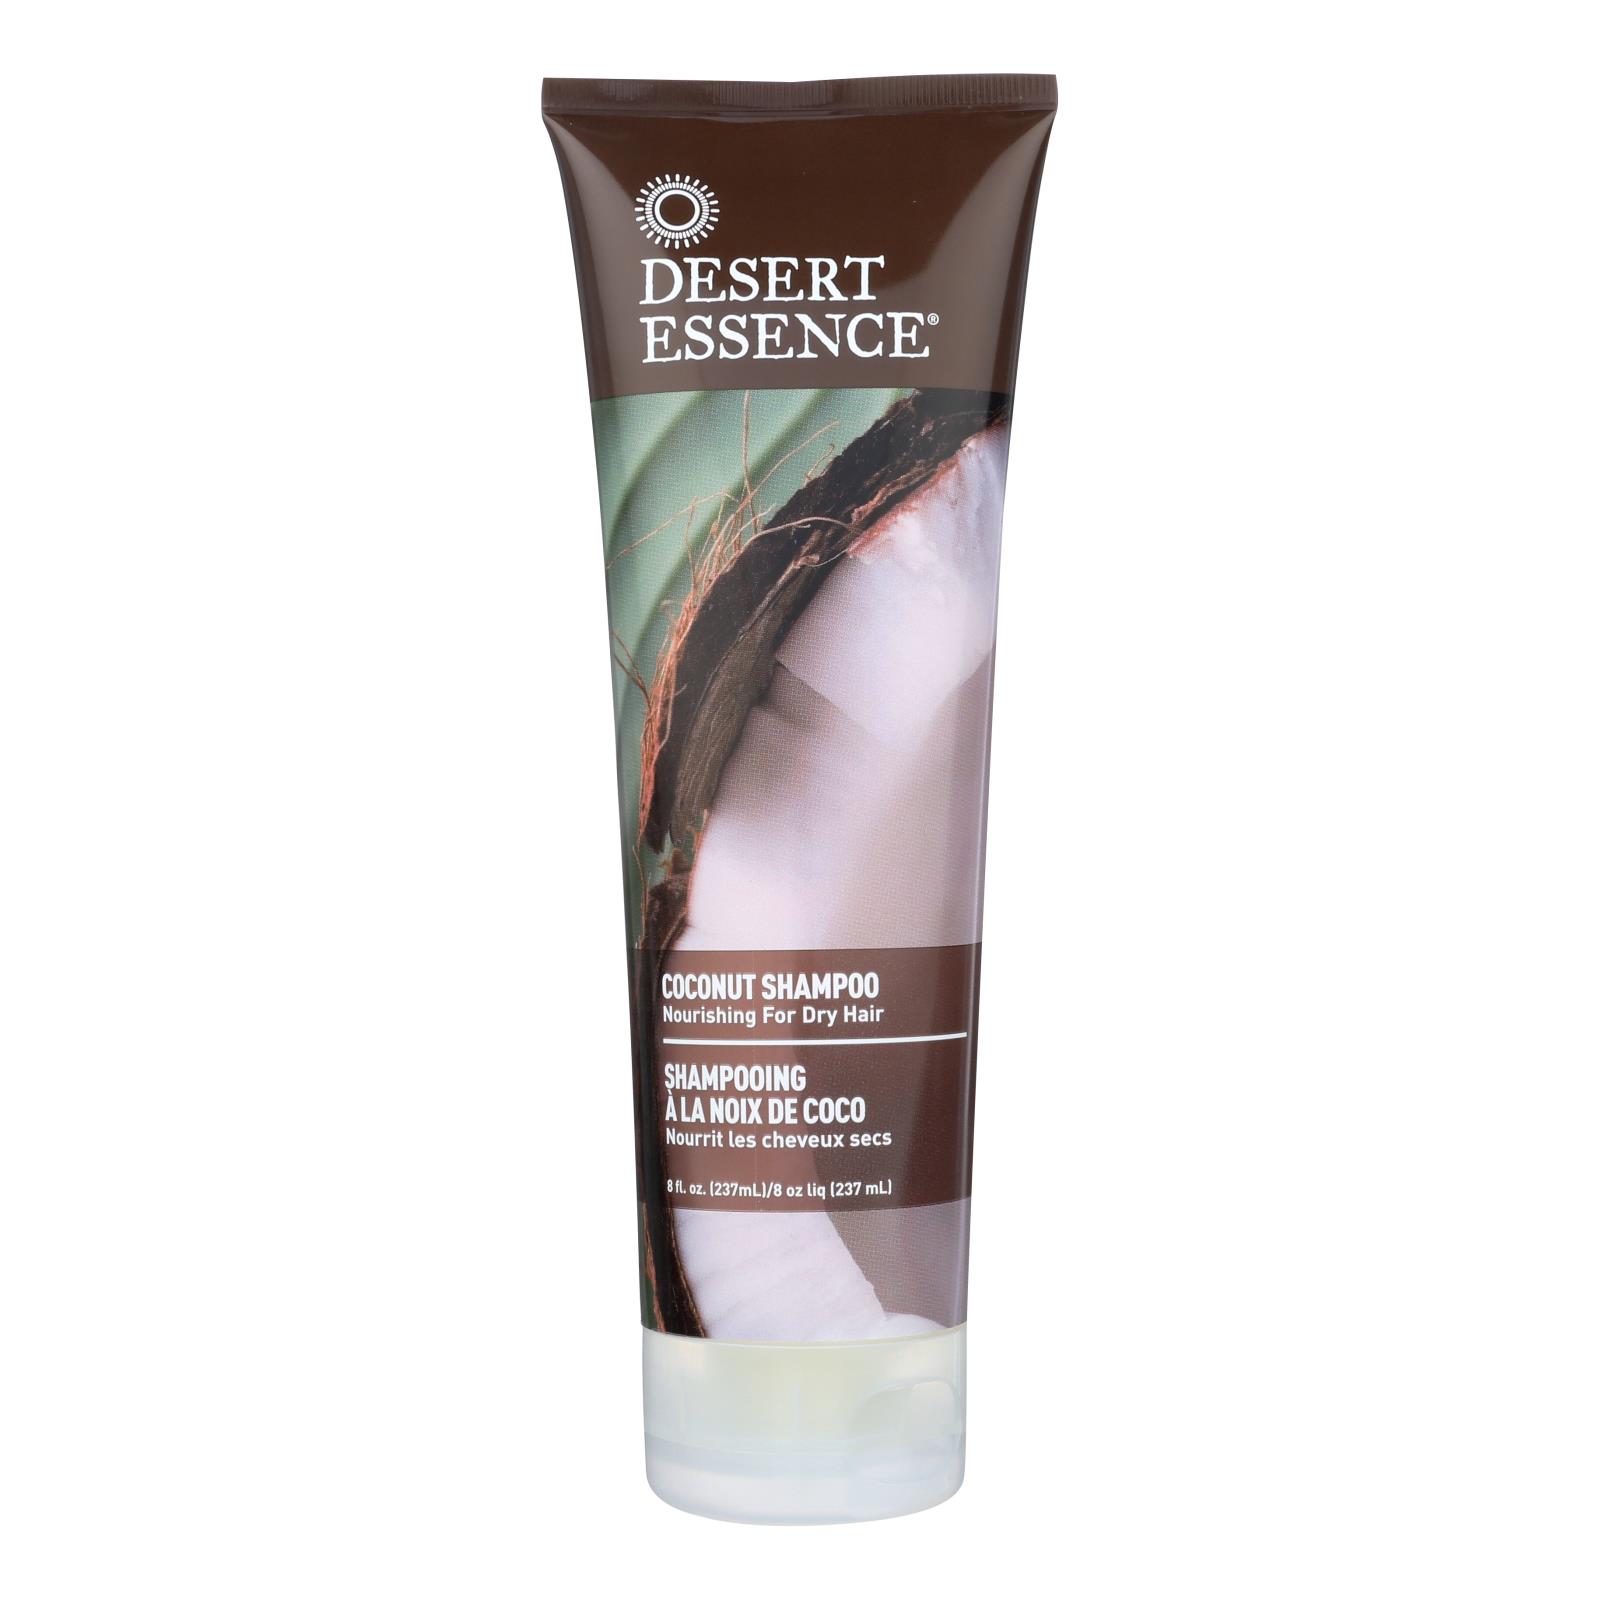 DESERT
ESSENCE®
COCONUT SHAMPOO
Nourishing For Dry Hair
SHAMPOOING
À LA NOIX DE COCO
Nourrit les cheveux secs
8 fl. oz. (237mL)/8 oz liq (237 mL)